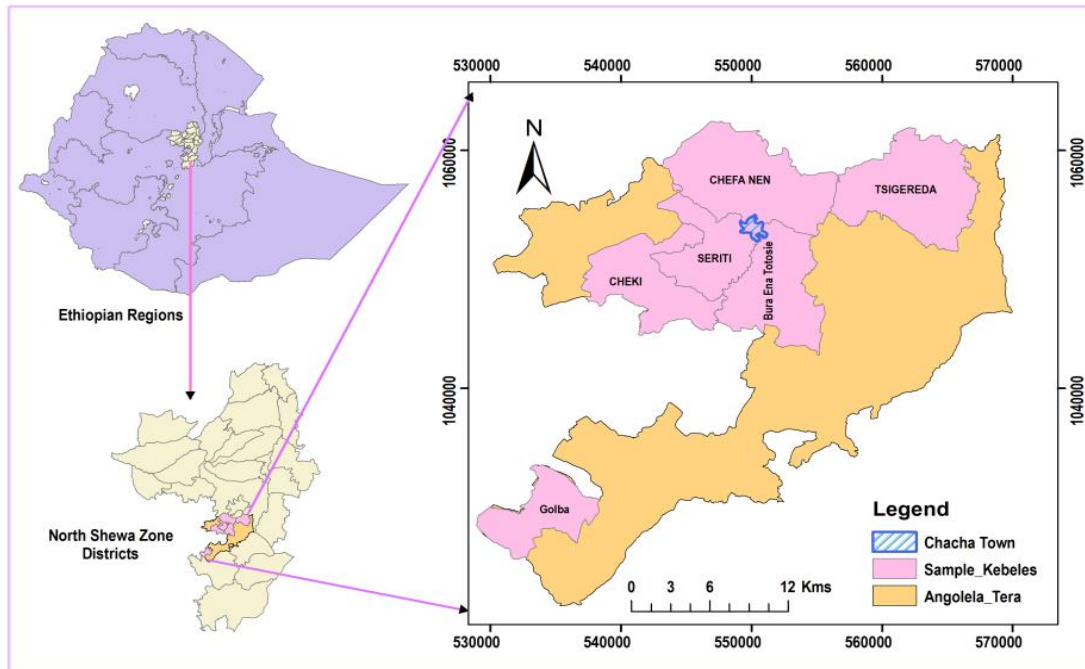 Ethiopian Regions
North Shewa Zone
Districts
530000 540000 550000 560000 570000
1060000
1040000
N
CHEFA NEN
TSIGEREDA
SERITI
CHEKI
Bura Ena Totosie
Golba
1060000
1040000
Legend
Chacha Town
Sample_Kebeles
Angolela_Tera
0 3 6 12 Kms
530000 540000 550000 560000 570000